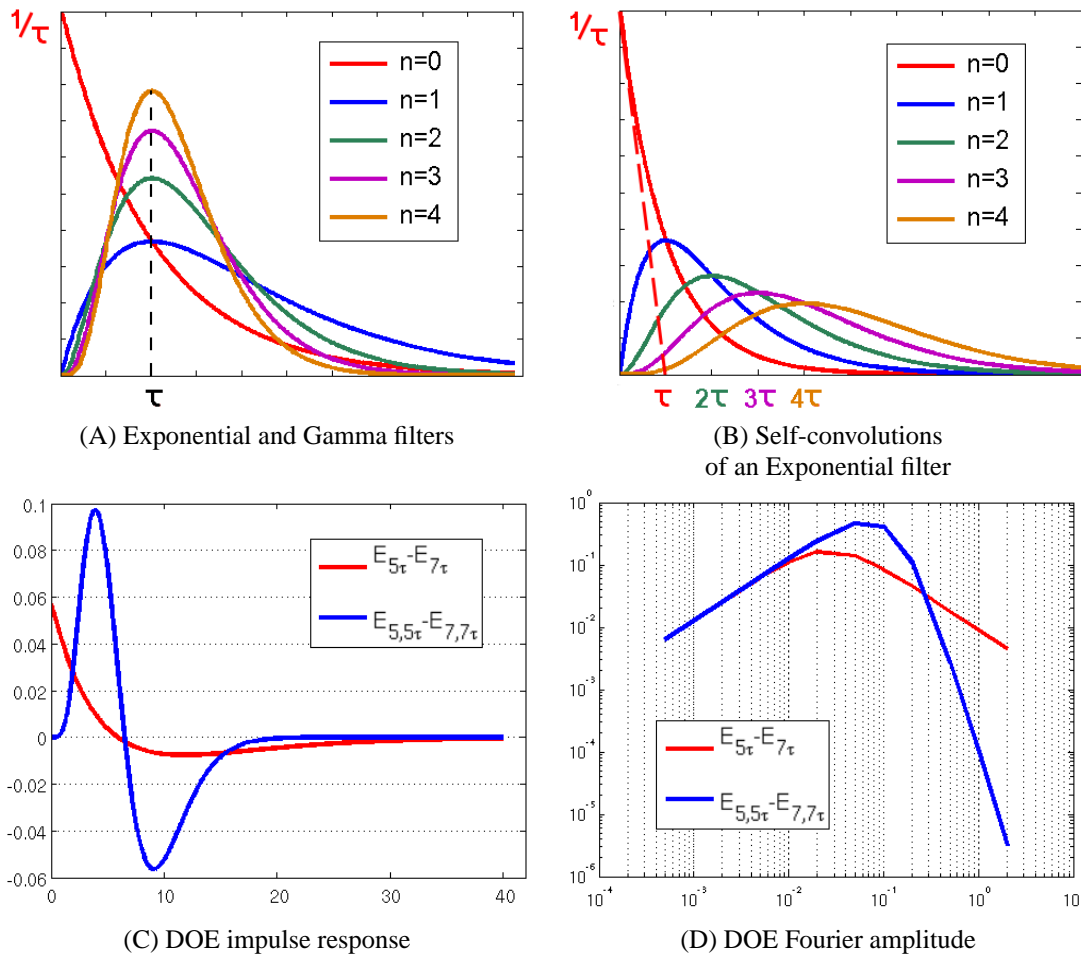 1/τ
n=0
n=1
n=2
n=3
n=4
τ
(A) Exponential and Gamma filters
1/τ
n=0
n=1
n=2
n=3
n=4
τ 2τ 3τ 4τ
(B) Self-convolutions
of an Exponential filter
0.1
0.08
0.06
0.04
0.02
0
-0.02
-0.04
-0.06
0 10 20 30 40
E5τ-E7τ
E5,5τ-E7,7τ
(C) DOE impulse response
10^0
10^-1
10^-2
10^-3
10^-4
10^-5
10^-6
10^-4 10^-3 10^-2 10^-1 10^0 10
E5τ-E7τ
E5,5τ-E7,7τ
(D) DOE Fourier amplitude